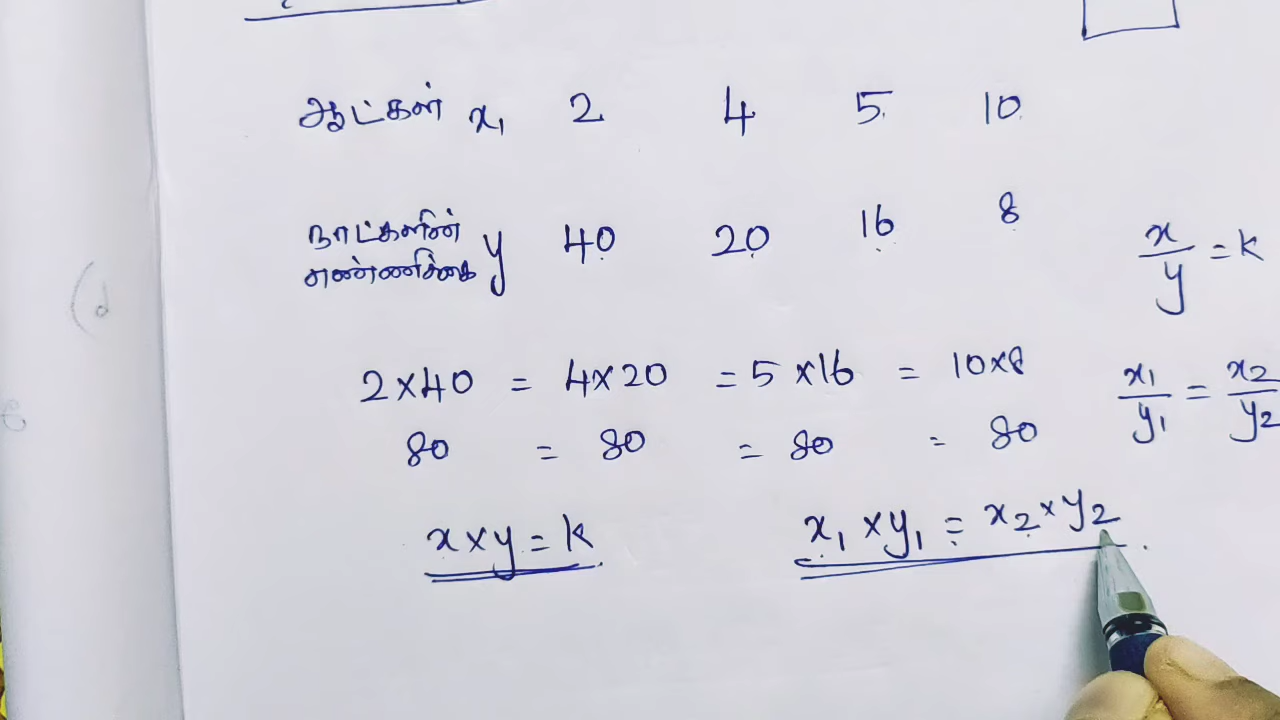 ஆட்கள் x₁ 2 4 5 10
நாட்களின் எண்ணிக்கை y 40 20 16 8
x/y = k
2×40 = 4×20 = 5×16 = 10×8
x₁/y₁ = x₂/y₂
80 = 80 = 80 = 80
x×y = k
x₁×y₁ = x₂×y₂